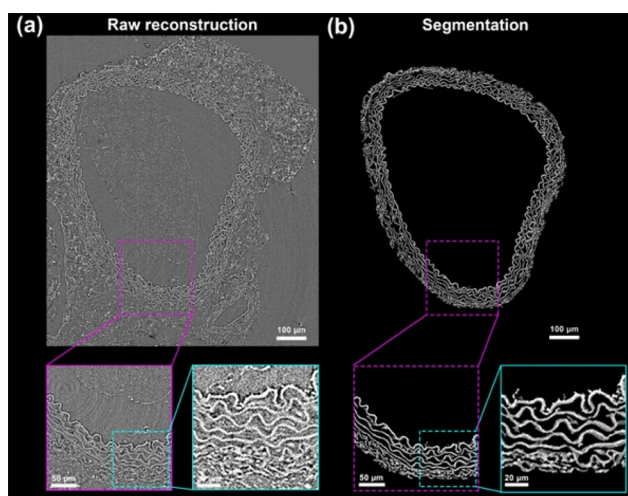 (a) Raw reconstruction
(b) Segmentation
100 µm
100 µm
50 µm
50 µm
20 µm